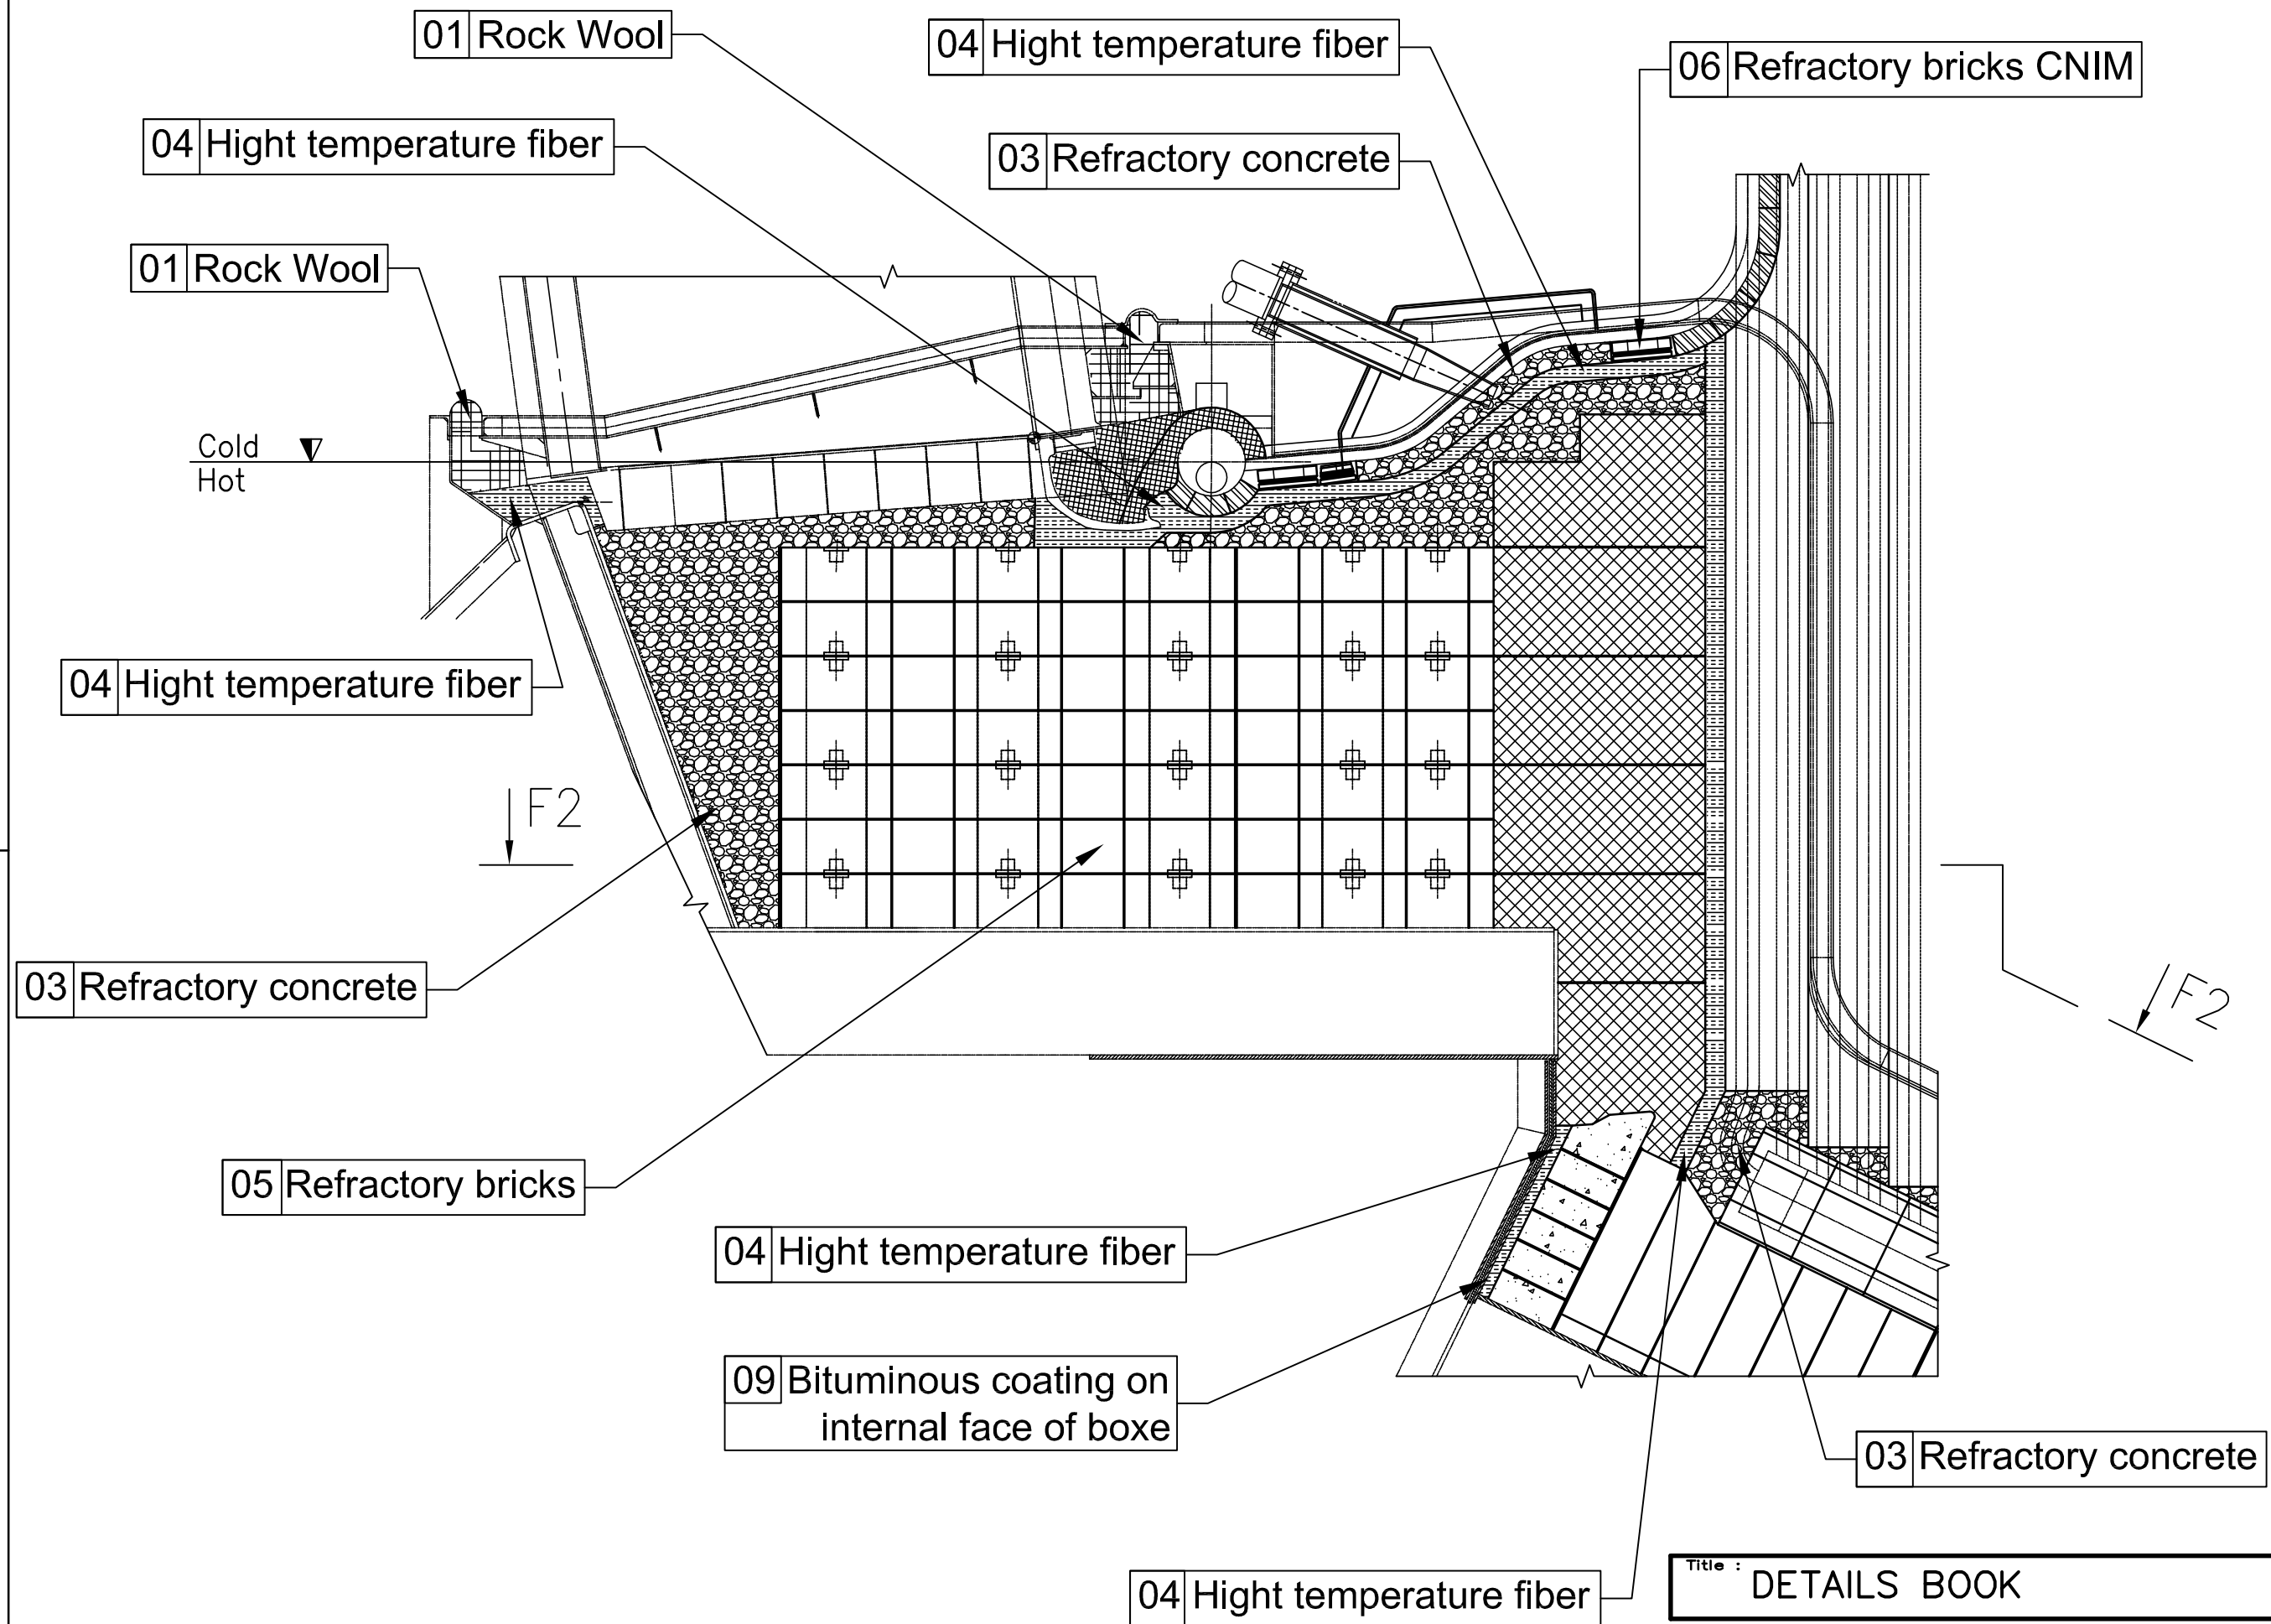 01 Rock Wool
04 Hight temperature fiber
06 Refractory bricks CNIM
04 Hight temperature fiber
03 Refractory concrete
01 Rock Wool
Cold
Hot
04 Hight temperature fiber
F2
03 Refractory concrete
F2
05 Refractory bricks
04 Hight temperature fiber
09 Bituminous coating on
internal face of boxe
03 Refractory concrete
04 Hight temperature fiber
Title :
DETAILS BOOK